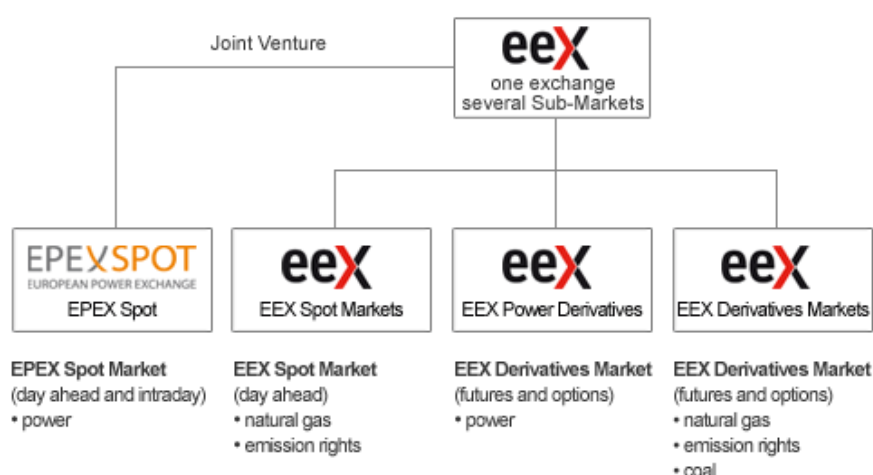 Joint Venture
eex
one exchange
several Sub-Markets
EPEXSPOT
EUROPEAN POWER EXCHANGE
EPEX Spot
eex
EEX Spot Markets
eex
EEX Power Derivatives
eex
EEX Derivatives Markets
EPEX Spot Market
(day ahead and intraday)
• power
EEX Spot Market
(day ahead)
• natural gas
• emission rights
EEX Derivatives Market
(futures and options)
• power
EEX Derivatives Market
(futures and options)
• natural gas
• emission rights
• coal